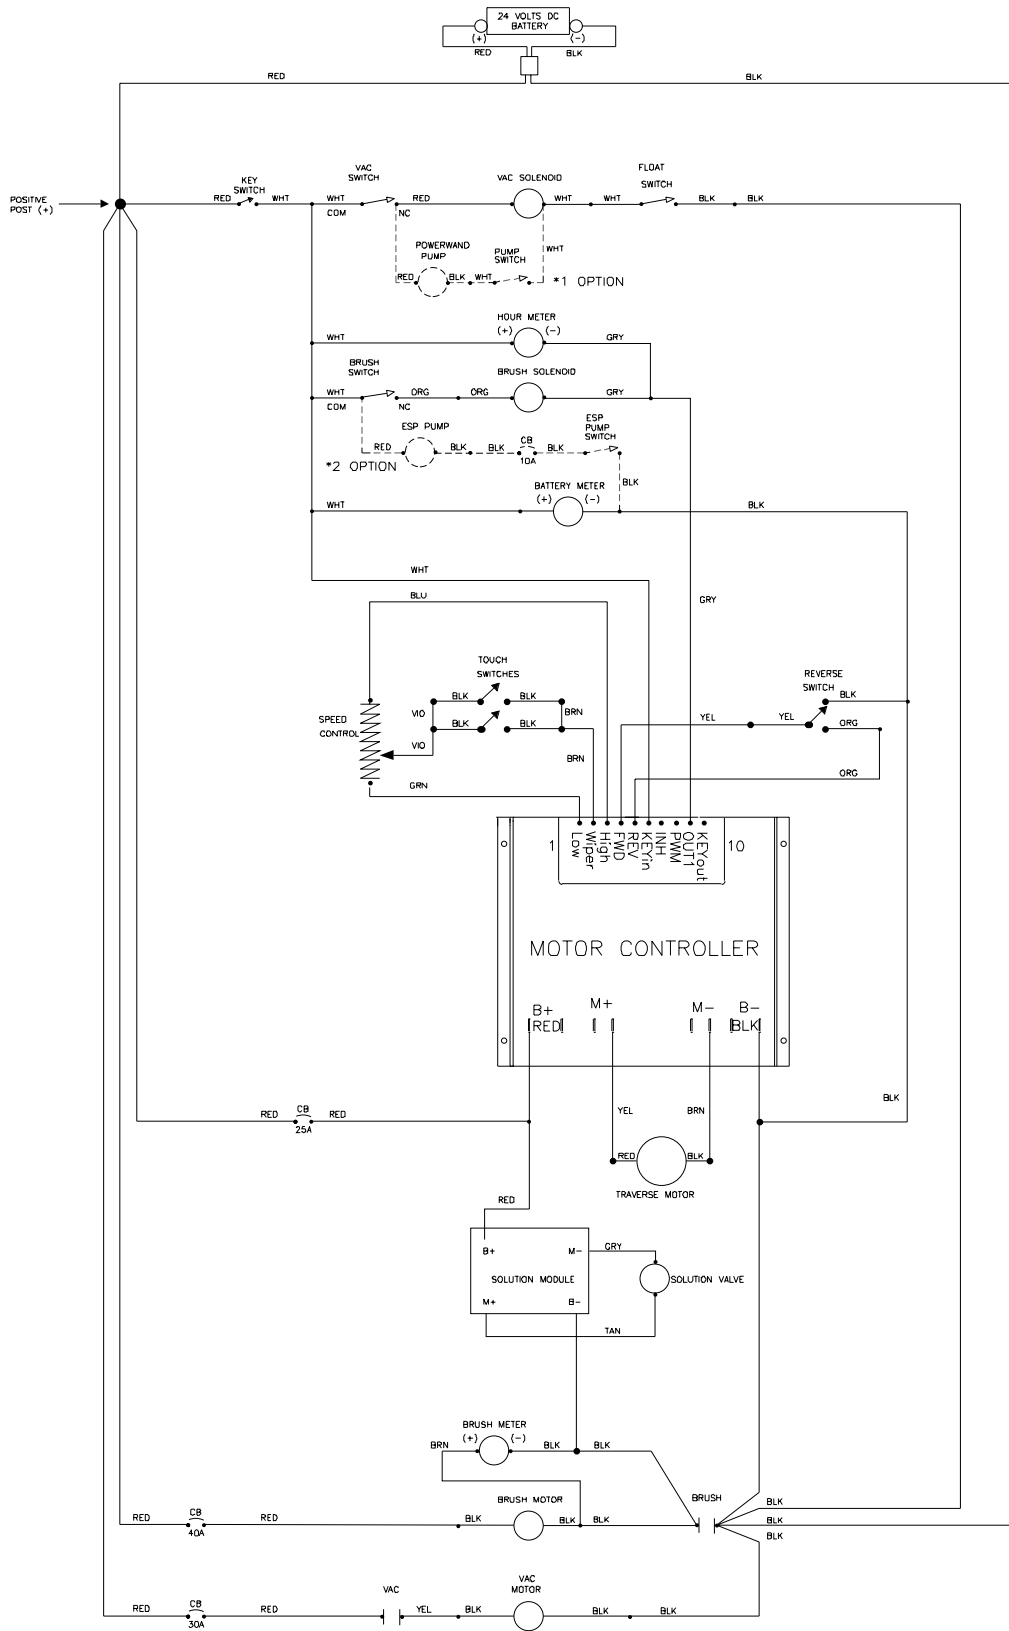 24 VOLTS DC
BATTERY
(+)
(-)
RED
BLK
RED
BLK
POSITIVE
POST (+)
RED
KEY
SWITCH
WHT
VAC
SWITCH
WHT
COM
NC
RED
VAC SOLENOID
WHT
WHT
FLOAT
SWITCH
BLK
BLK
POWERWAND
PUMP
RED
BLK
WHT
PUMP
SWITCH
WHT
*1 OPTION
HOUR METER
(+)
(-)
WHT
GRY
BRUSH
SWITCH
BRUSH SOLENOID
WHT
COM
NC
ORG
ORG
GRY
ESP PUMP
RED
BLK
BLK
CB
10A
BLK
ESP
PUMP
SWITCH
*2 OPTION
BLK
BATTERY METER
(+)
(-)
WHT
BLK
WHT
BLU
GRY
TOUCH
SWITCHES
REVERSE
SWITCH
BLK
BLK
BLK
VIO
BRN
SPEED
CONTROL
BLK
BLK
YEL
YEL
ORG
VIO
BRN
ORG
GRN
1
Low
Wiper
High
FWD
REV
KEYin
INH
PWM
OUT1
KEYout
10
MOTOR CONTROLLER
B+
RED
M+
M-
B-
BLK
BLK
RED
CB
25A
RED
YEL
BRN
RED
BLK
TRAVERSE MOTOR
RED
B+
M-
GRY
SOLUTION MODULE
SOLUTION VALVE
M+
B-
TAN
BRUSH METER
(+)
(-)
BRN
BLK
BLK
BRUSH MOTOR
BRUSH
BLK
RED
CB
40A
RED
BLK
BLK
BLK
BLK
BLK
VAC
VAC
MOTOR
RED
CB
30A
RED
YEL
BLK
BLK
BLK